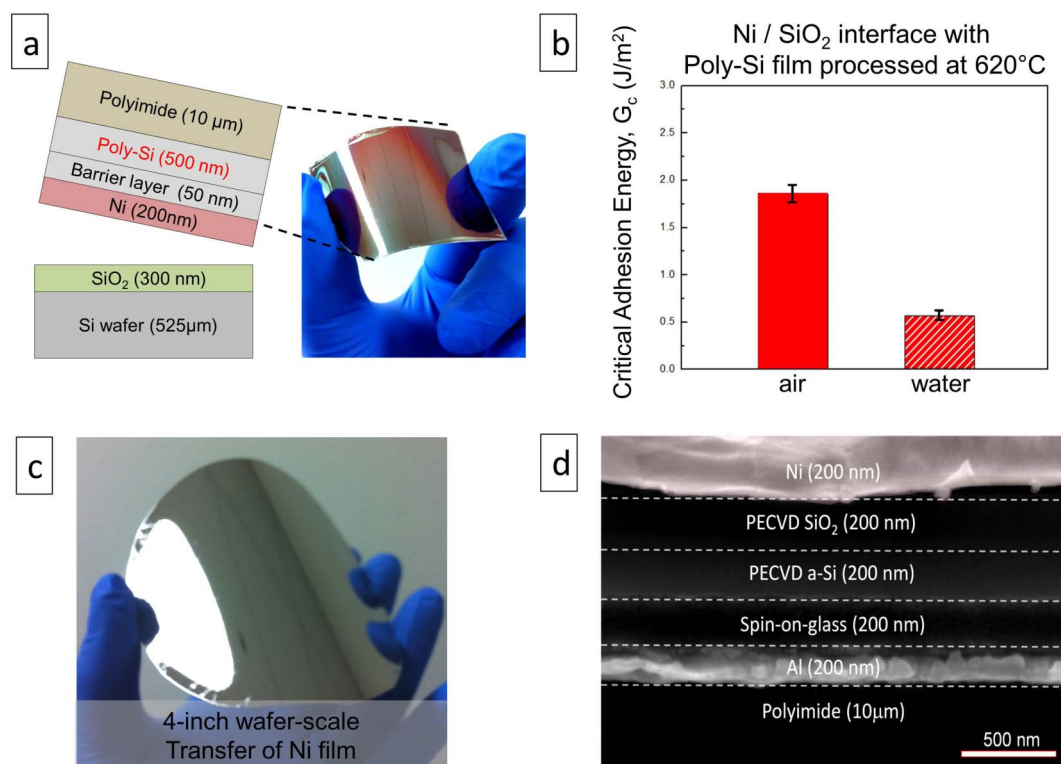 a
Polyimide (10 µm)
Poly-Si (500 nm)
Barrier layer (50 nm)
Ni (200nm)
SiO₂ (300 nm)
Si wafer (525µm)
b
Ni / SiO₂ interface with
Poly-Si film processed at 620°C
Critical Adhesion Energy, G꜀ (J/m²)
3.0
2.5
2.0
1.5
1.0
0.5
0.0
air
water
c
4-inch wafer-scale
Transfer of Ni film
d
Ni (200 nm)
PECVD SiO₂ (200 nm)
PECVD a-Si (200 nm)
Spin-on-glass (200 nm)
Al (200 nm)
Polyimide (10µm)
500 nm